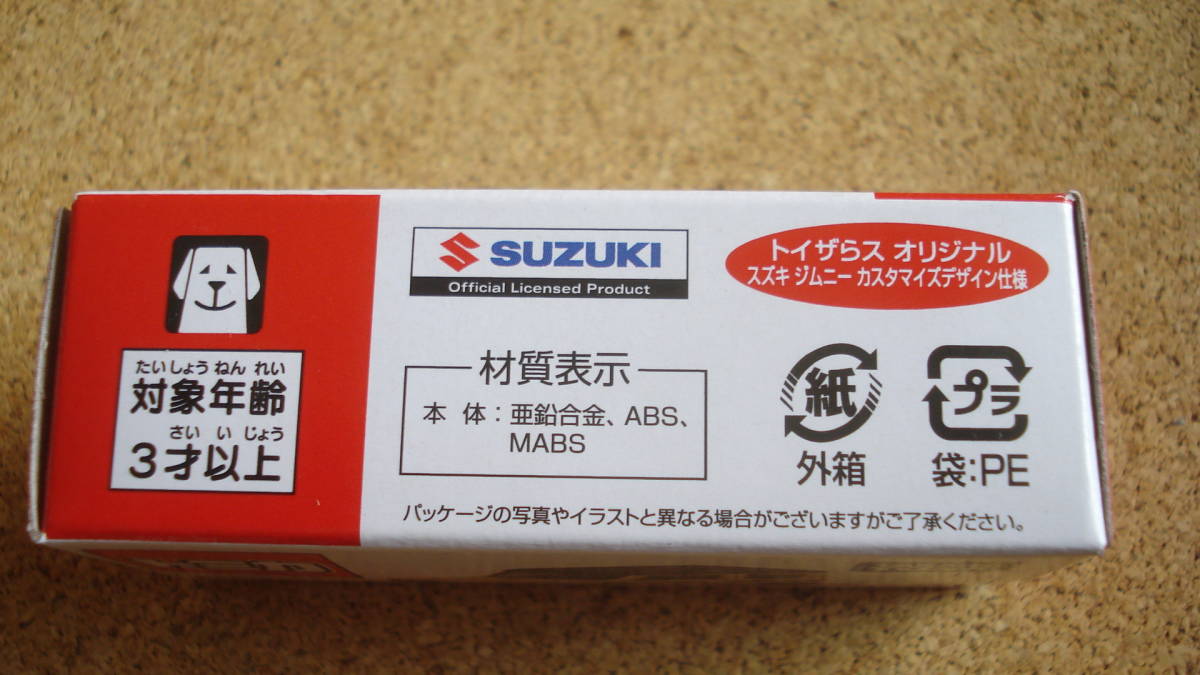 たいしょうねんれい
対象年齢
さいいじょう
3才以上
SUZUKI
Official Licensed Product
トイザらス オリジナル
スズキ ジムニー カスタマイズデザイン仕様
材質表示
本 体:亜鉛合金、ABS、
MABS
紙
外箱
プラ
袋:PE
パッケージの写真やイラストと異なる場合がございますがご了承ください。